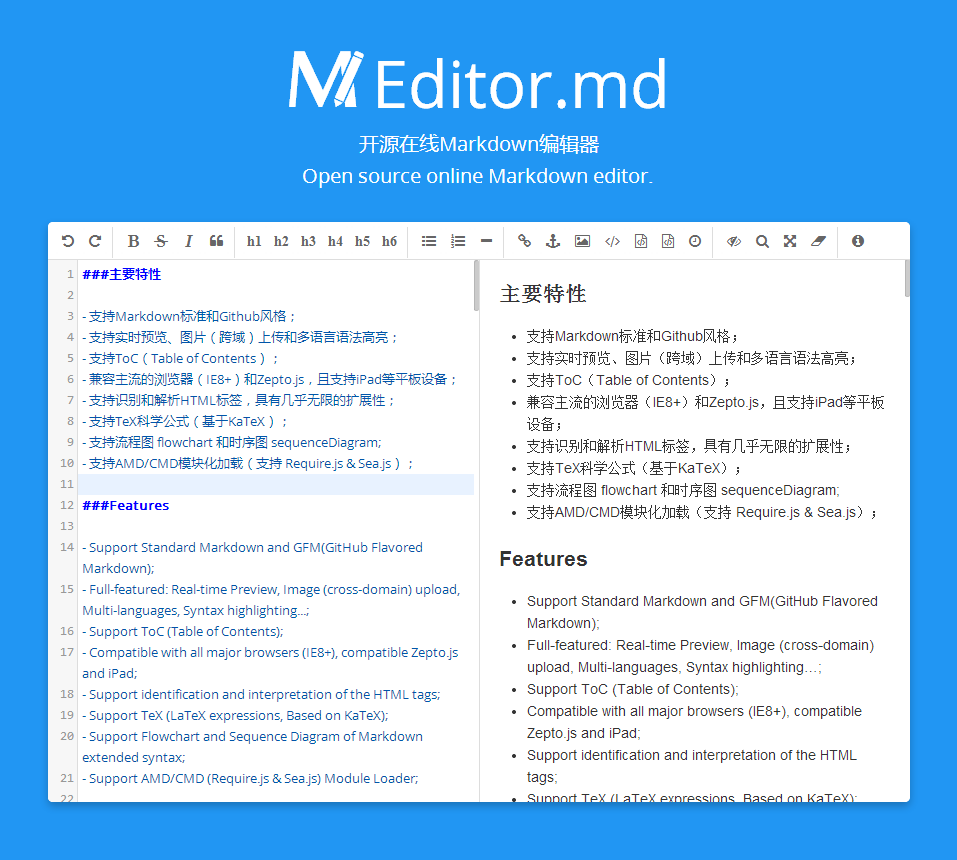 Editor.md
开源在线Markdown编辑器
Open source online Markdown editor.
B S I h1 h2 h3 h4 h5 h6
1 ###主要特性
2
3 - 支持Markdown标准和Github风格；
4 - 支持实时预览、图片（跨域）上传和多语言语法高亮；
5 - 支持ToC（Table of Contents）；
6 - 兼容主流的浏览器（IE8+）和Zepto.js，且支持iPad等平板设备；
7 - 支持识别和解析HTML标签，具有几乎无限的扩展性；
8 - 支持TeX科学公式（基于KaTeX）；
9 - 支持流程图 flowchart 和时序图 sequenceDiagram;
10 - 支持AMD/CMD模块化加载（支持 Require.js & Sea.js）；
11
12 ###Features
13
14 - Support Standard Markdown and GFM(GitHub Flavored
Markdown);
15 - Full-featured: Real-time Preview, Image (cross-domain) upload,
Multi-languages, Syntax highlighting...;
16 - Support ToC (Table of Contents);
17 - Compatible with all major browsers (IE8+), compatible Zepto.js
and iPad;
18 - Support identification and interpretation of the HTML tags;
19 - Support TeX (LaTeX expressions, Based on KaTeX);
20 - Support Flowchart and Sequence Diagram of Markdown
extended syntax;
21 - Support AMD/CMD (Require.js & Sea.js) Module Loader;
22
主要特性
• 支持Markdown标准和Github风格；
• 支持实时预览、图片（跨域）上传和多语言语法高亮；
• 支持ToC（Table of Contents）；
• 兼容主流的浏览器（IE8+）和Zepto.js，且支持iPad等平板
设备；
• 支持识别和解析HTML标签，具有几乎无限的扩展性；
• 支持TeX科学公式（基于KaTeX）；
• 支持流程图 flowchart 和时序图 sequenceDiagram;
• 支持AMD/CMD模块化加载（支持 Require.js & Sea.js）；
Features
• Support Standard Markdown and GFM(GitHub Flavored
Markdown);
• Full-featured: Real-time Preview, Image (cross-domain)
upload, Multi-languages, Syntax highlighting…;
• Support ToC (Table of Contents);
• Compatible with all major browsers (IE8+), compatible
Zepto.js and iPad;
• Support identification and interpretation of the HTML
tags;
• Support TeX (LaTeX expressions, Based on KaTeX);